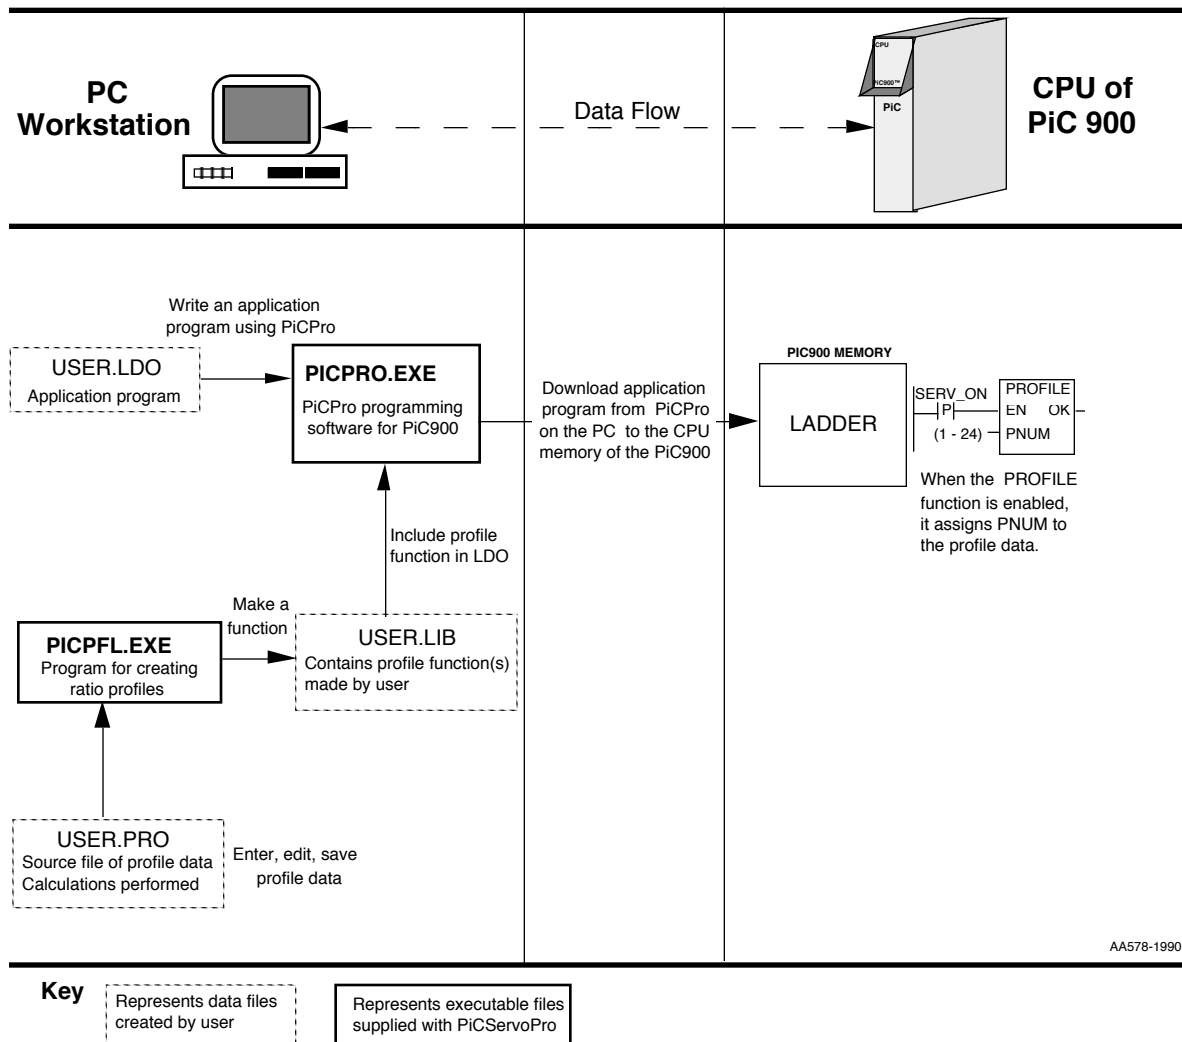 PC
Workstation
Data Flow
CPU
PiC900™
PiC
CPU of
PiC 900
Write an application
program using PiCPro
USER.LDO
Application program
PICPRO.EXE
PiCPro programming
software for PiC900
Download application
program from PiCPro
on the PC to the CPU
memory of the PiC900
PIC900 MEMORY
LADDER
SERV_ON
P
(1 - 24)
PROFILE
EN OK
PNUM
When the PROFILE
function is enabled,
it assigns PNUM to
the profile data.
Include profile
function in LDO
Make a
function
PICPFL.EXE
Program for creating
ratio profiles
USER.LIB
Contains profile function(s)
made by user
USER.PRO
Source file of profile data
Calculations performed
Enter, edit, save
profile data
AA578-1990
Key
Represents data files
created by user
Represents executable files
supplied with PiCServoPro